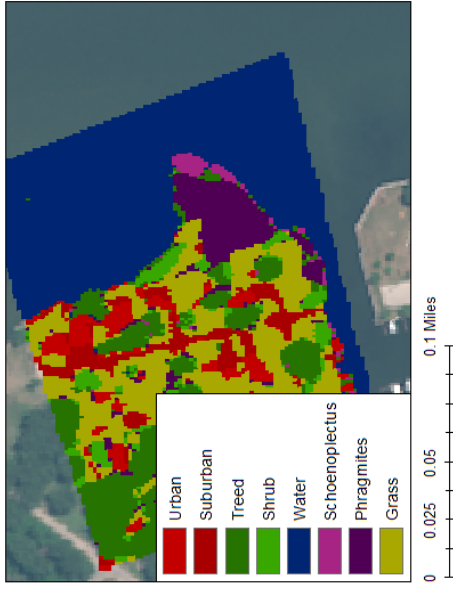 Urban
Suburban
Treed
Shrub
Water
Schoenoplectus
Phragmites
Grass
0 0.025 0.05 0.1 Miles